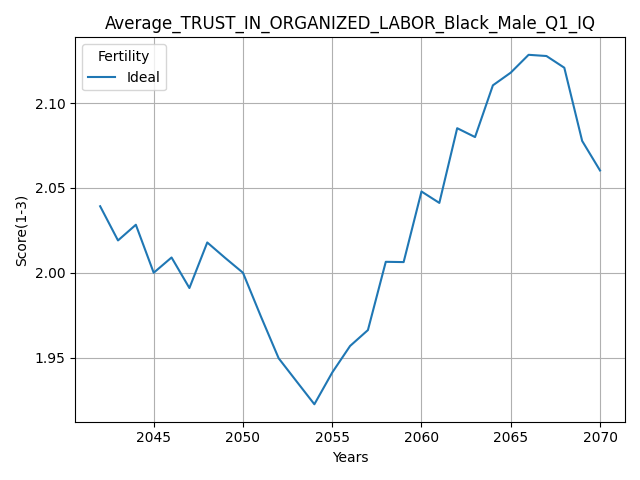 Average_TRUST_IN_ORGANIZED_LABOR_Black_Male_Q1_IQ
Fertility
Ideal
2.10
2.05
2.00
1.95
Score(1-3)
2045 2050 2055 2060 2065 2070
Years